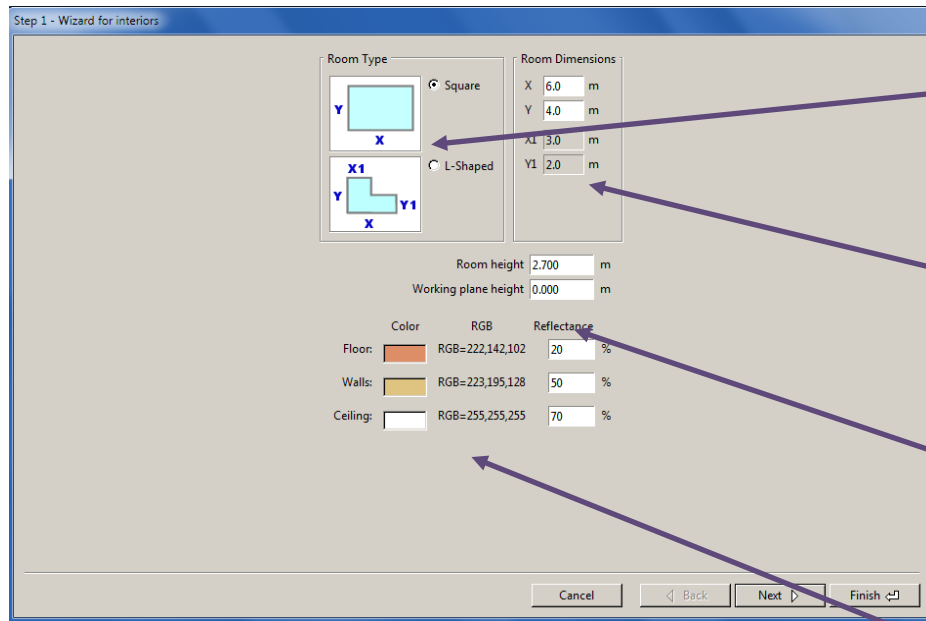 Step 1 - Wizard for interiors
Room Type
Room Dimensions
Y
X
Square
X 6.0 m
Y 4.0 m
X1 3.0 m
Y1 2.0 m
X1
Y
Y1
X
L-Shaped
Room height 2.700 m
Working plane height 0.000 m
Color RGB Reflectance
Floor: RGB=222,142,102 20 %
Walls: RGB=223,195,128 50 %
Ceiling: RGB=255,255,255 70 %
Cancel Back Next Finish